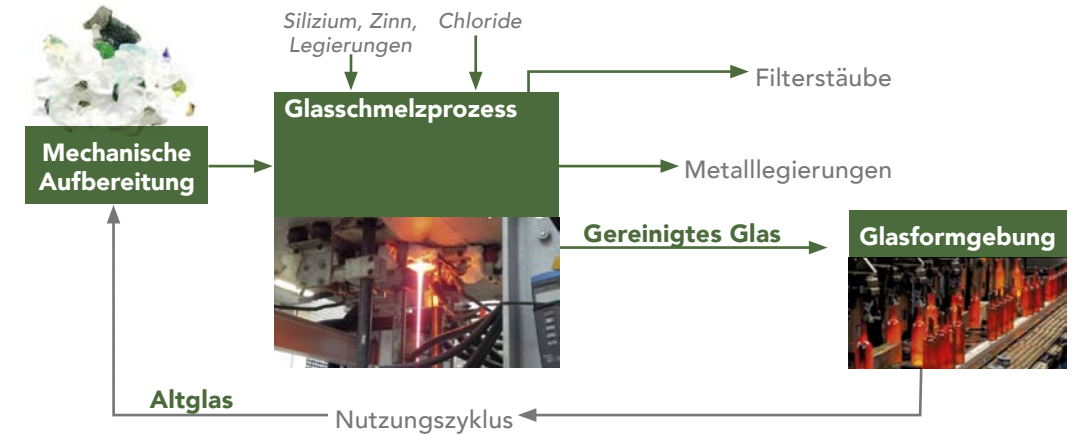 Silizium, Zinn,
Legierungen
Chloride
Filterstäube
Glasschmelzprozess
Mechanische
Aufbereitung
Metalllegierungen
Gereinigtes Glas
Glasformgebung
Altglas
Nutzungszyklus